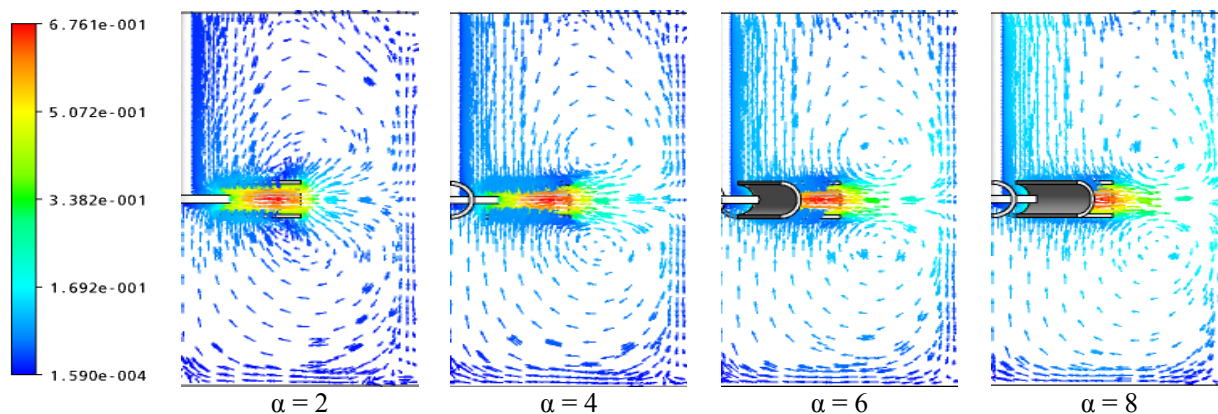 6.761e-001
5.072e-001
3.382e-001
1.692e-001
1.590e-004
α = 2
α = 4
α = 6
α = 8